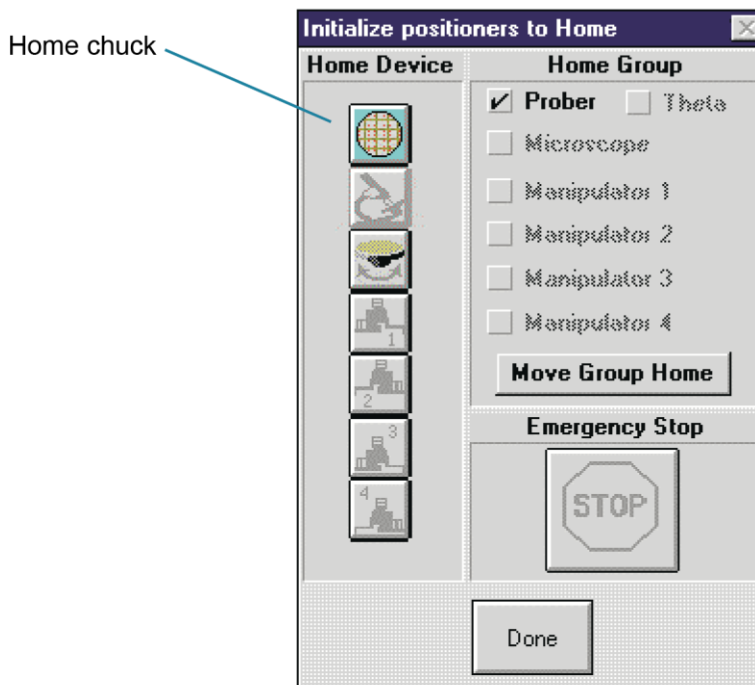 Home chuck
Initialize positioners to Home
Home Device
Home Group
Prober
Theta
Microscope
Manipulator 1
Manipulator 2
Manipulator 3
Manipulator 4
1
2
3
4
Move Group Home
Emergency Stop
STOP
Done